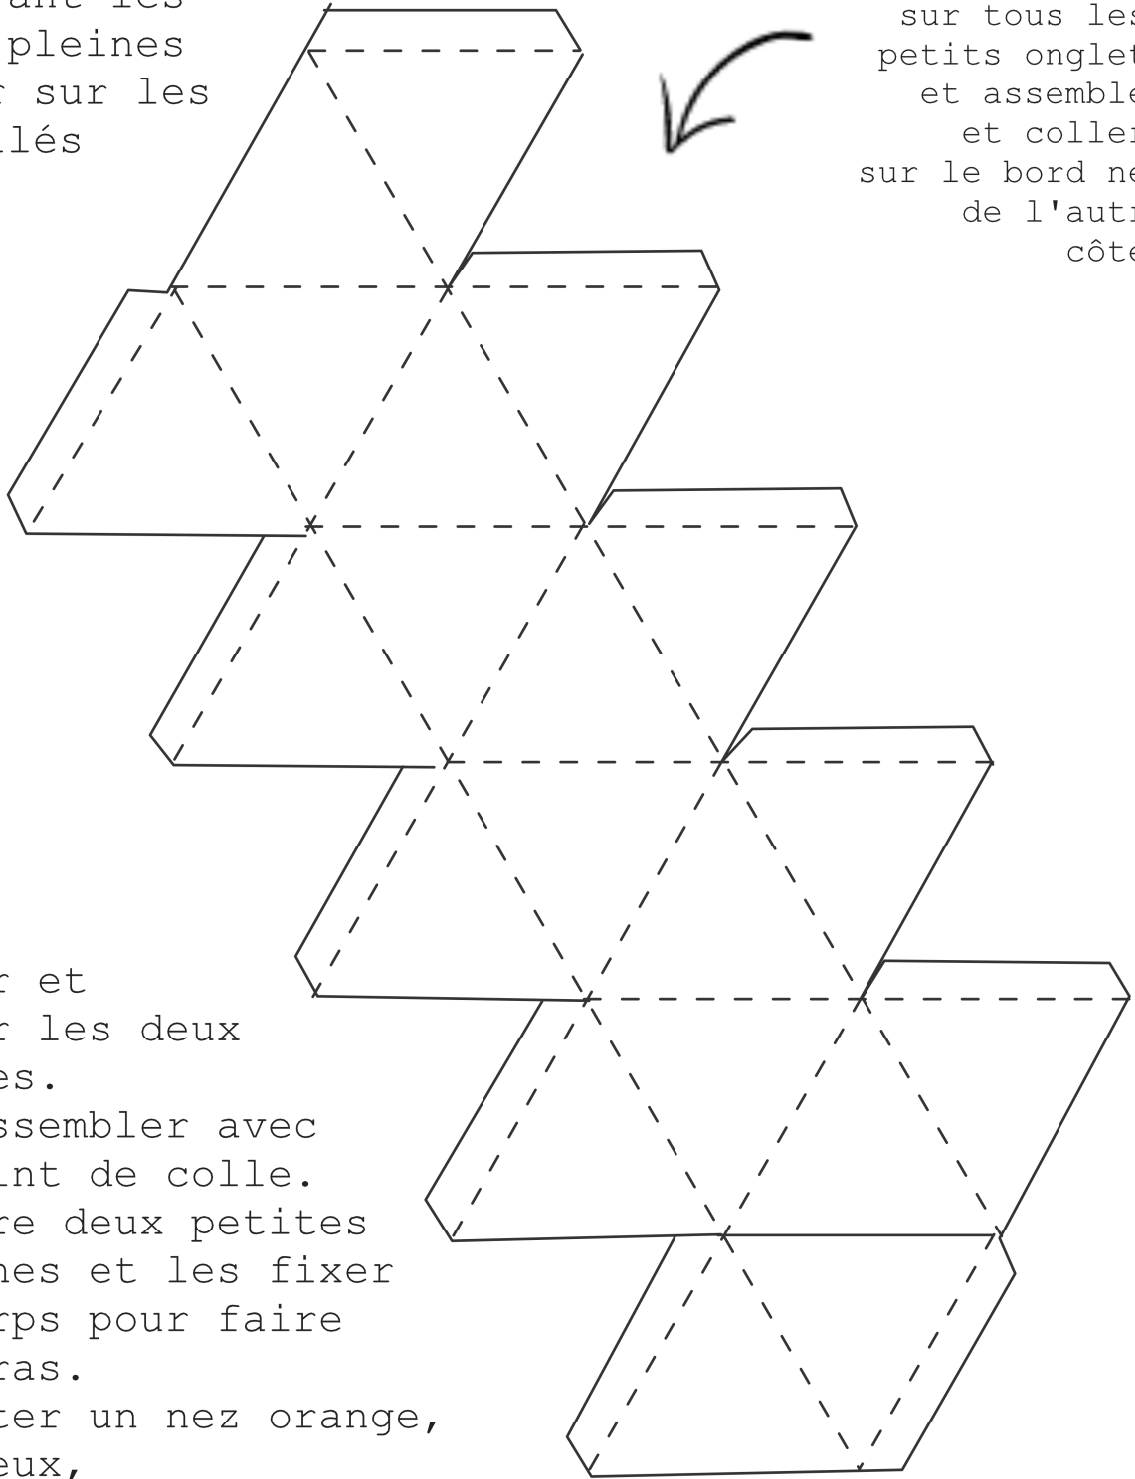 ant les
pleines
r sur les
llés
sur tous les
petits onglet
et assemble
et coller
sur le bord ne
de l'autr
côté
r et
r les deux
es.
ssembler avec
int de colle.
re deux petites
nes et les fixer
rps pour faire
ras.
ter un nez orange,
eux,